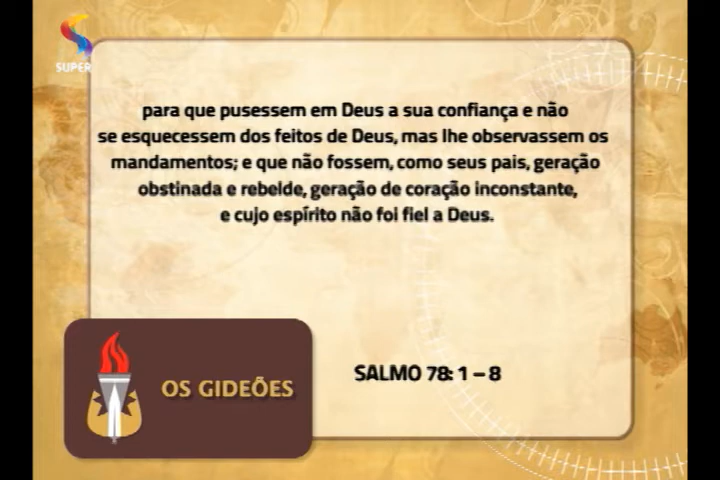 SUPER
para que pusessem em Deus a sua confiança e não
se esquecessem dos feitos de Deus, mas lhe observassem os
mandamentos; e que não fossem, como seus pais, geração
obstinada e rebelde, geração de coração inconstante,
e cujo espírito não foi fiel a Deus.
OS GIDEÕES
SALMO 78: 1 – 8